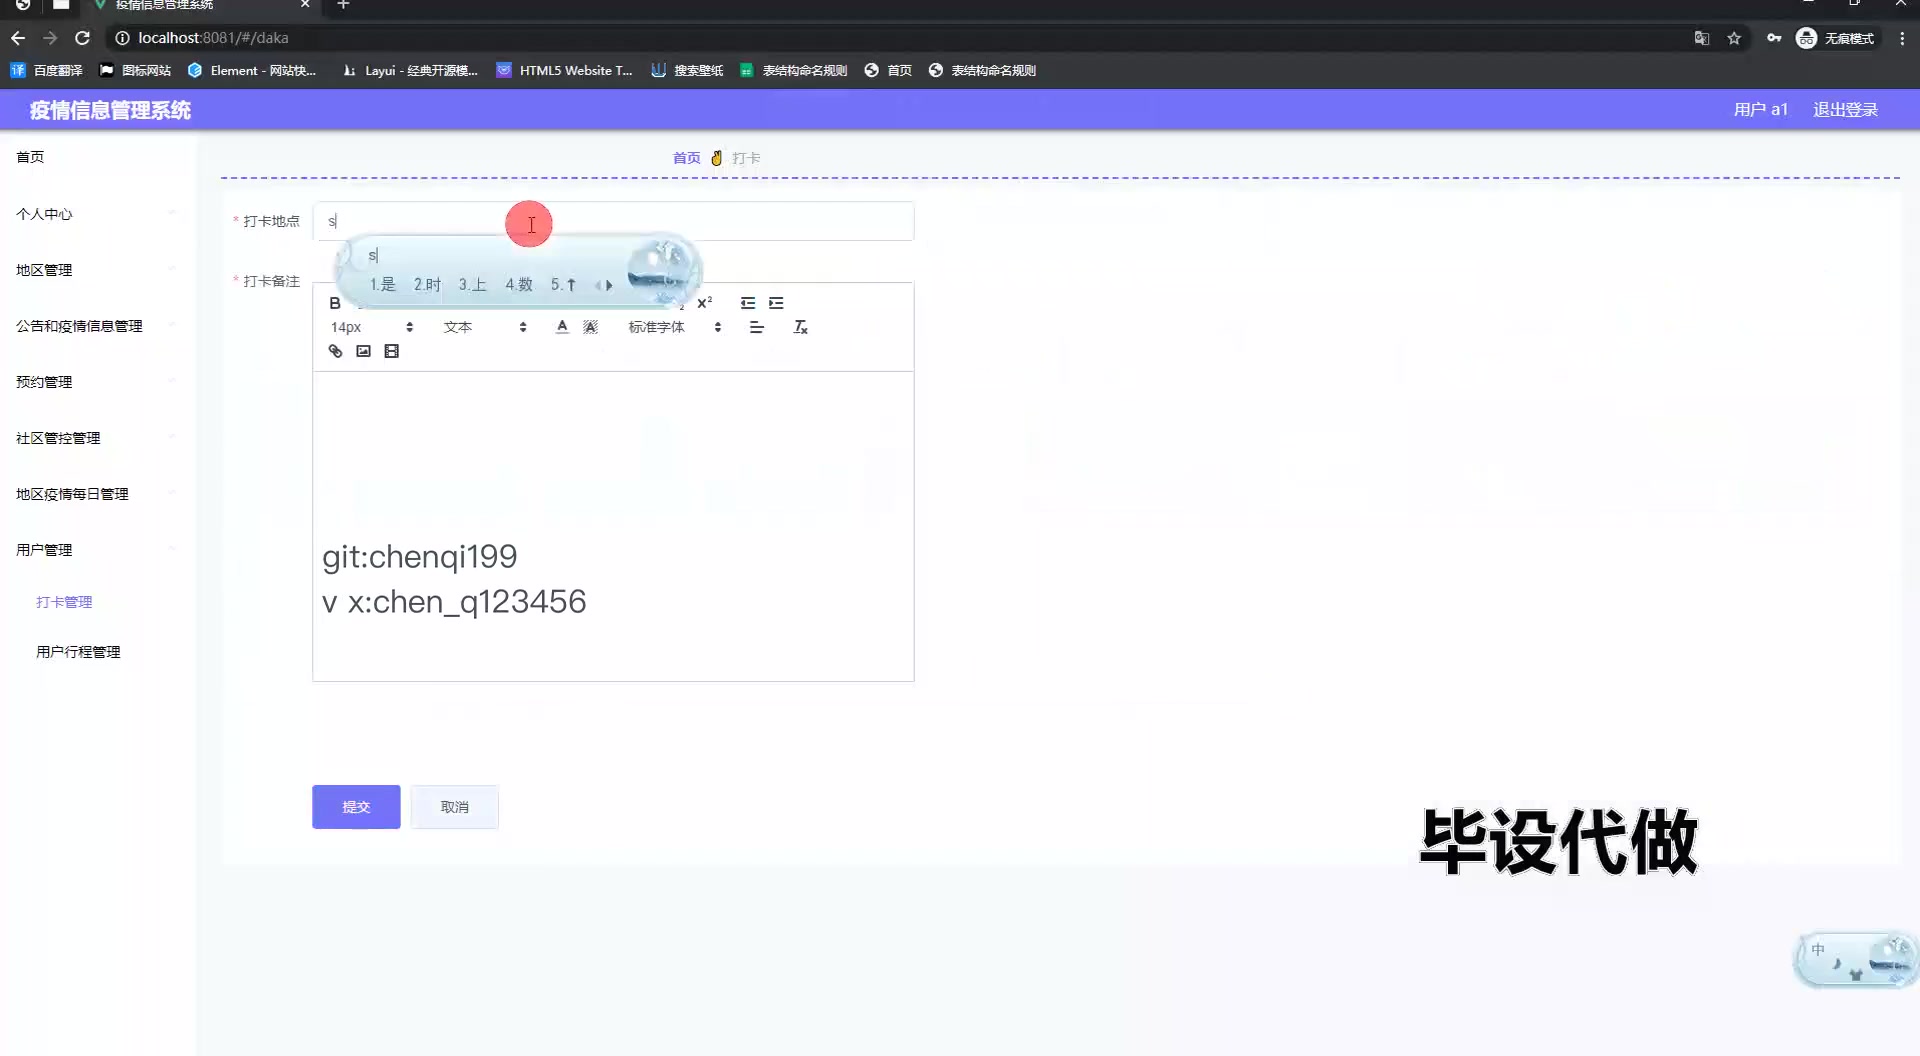 疫情信息管理系统
localhost:8081/#/daka
无痕模式
百度翻译
图标网站
Element - 网站快...
Layui - 经典开源模...
HTML5 Website T...
搜索壁纸
表结构命名规则
首页
表结构命名规则
疫情信息管理系统
用户 a1
退出登录
首页
个人中心
地区管理
公告和疫情信息管理
预约管理
社区管控管理
地区疫情每日管理
用户管理
打卡管理
用户行程管理
首页
打卡
* 打卡地点
s
s
1.是 2.时 3.上 4.数 5.↑
* 打卡备注
B
x²
14px
文本
A
A
标准字体
git:chenqi199
v x:chen_q123456
提交
取消
毕设代做
中